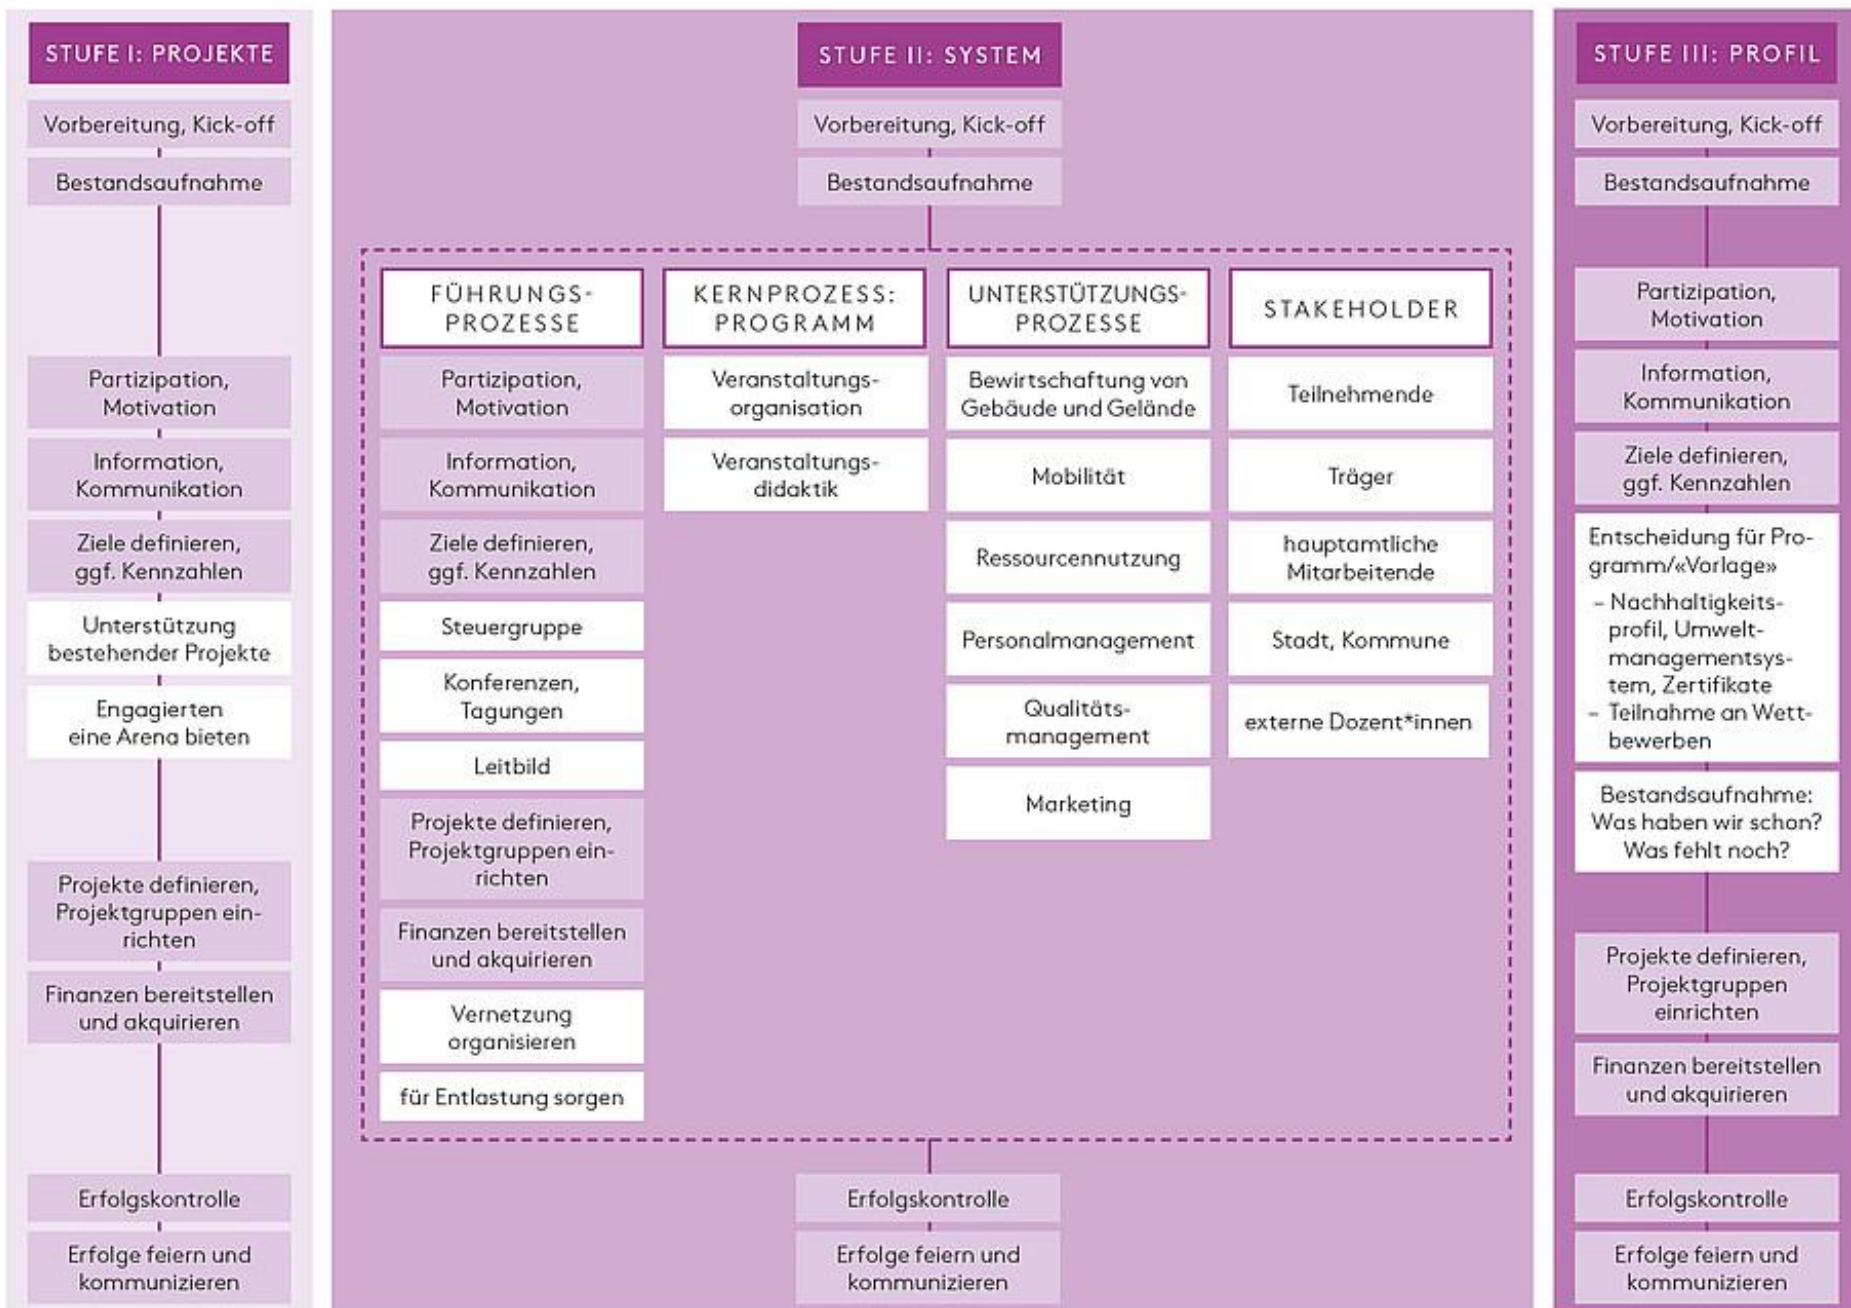 STUFE I: PROJEKTE
Vorbereitung, Kick-off
Bestandsaufnahme
Partizipation,
Motivation
Information,
Kommunikation
Ziele definieren,
ggf. Kennzahlen
Unterstützung
bestehender Projekte
Engagierten
eine Arena bieten
Projekte definieren,
Projektgruppen ein-
richten
Finanzen bereitstellen
und akquirieren
Erfolgskontrolle
Erfolge feiern und
kommunizieren
STUFE II: SYSTEM
Vorbereitung, Kick-off
Bestandsaufnahme
FÜHRUNGS-
PROZESSE
Partizipation,
Motivation
Information,
Kommunikation
Ziele definieren,
ggf. Kennzahlen
Steuergruppe
Konferenzen,
Tagungen
Leitbild
Projekte definieren,
Projektgruppen ein-
richten
Finanzen bereitstellen
und akquirieren
Vernetzung
organisieren
für Entlastung sorgen
KERNPROZESS:
PROGRAMM
Veranstaltungs-
organisation
Veranstaltungs-
didaktik
UNTERSTÜTZUNGS-
PROZESSE
Bewirtschaftung von
Gebäude und Gelände
Mobilität
Ressourcennutzung
Personalmanagement
Qualitäts-
management
Marketing
STAKEHOLDER
Teilnehmende
Träger
hauptamtliche
Mitarbeitende
Stadt, Kommune
externe Dozent*innen
Erfolgskontrolle
Erfolge feiern und
kommunizieren
STUFE III: PROFIL
Vorbereitung, Kick-off
Bestandsaufnahme
Partizipation,
Motivation
Information,
Kommunikation
Ziele definieren,
ggf. Kennzahlen
Entscheidung für Pro-
gramm/«Vorlage»
– Nachhaltigkeits-
profil, Umwelt-
managementsys-
tem, Zertifikate
– Teilnahme an Wett-
bewerben
Bestandsaufnahme:
Was haben wir schon?
Was fehlt noch?
Projekte definieren,
Projektgruppen
einrichten
Finanzen bereitstellen
und akquirieren
Erfolgskontrolle
Erfolge feiern und
kommunizieren